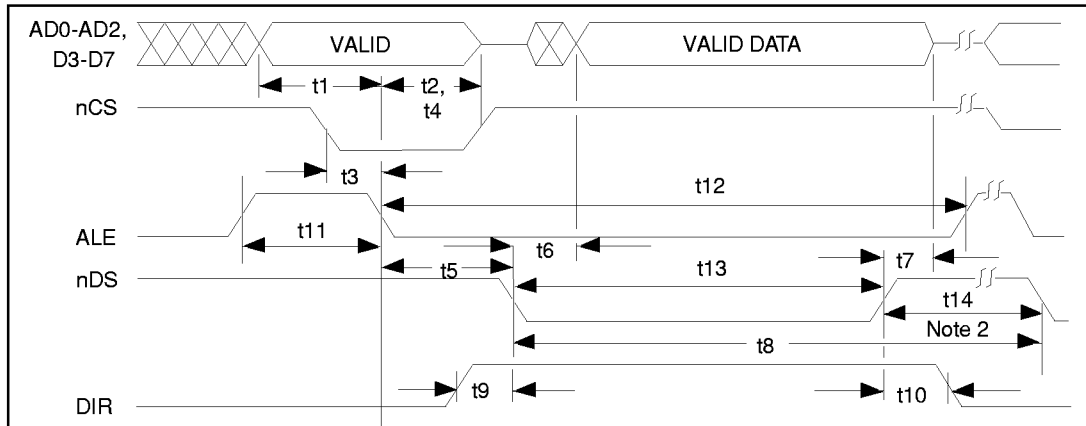 AD0-AD2,
D3-D7
VALID
VALID DATA
t1
t2,
t4
nCS
t3
t12
ALE
t11
t6
t5
t13
t7
nDS
t14
Note 2
t8
t9
t10
DIR